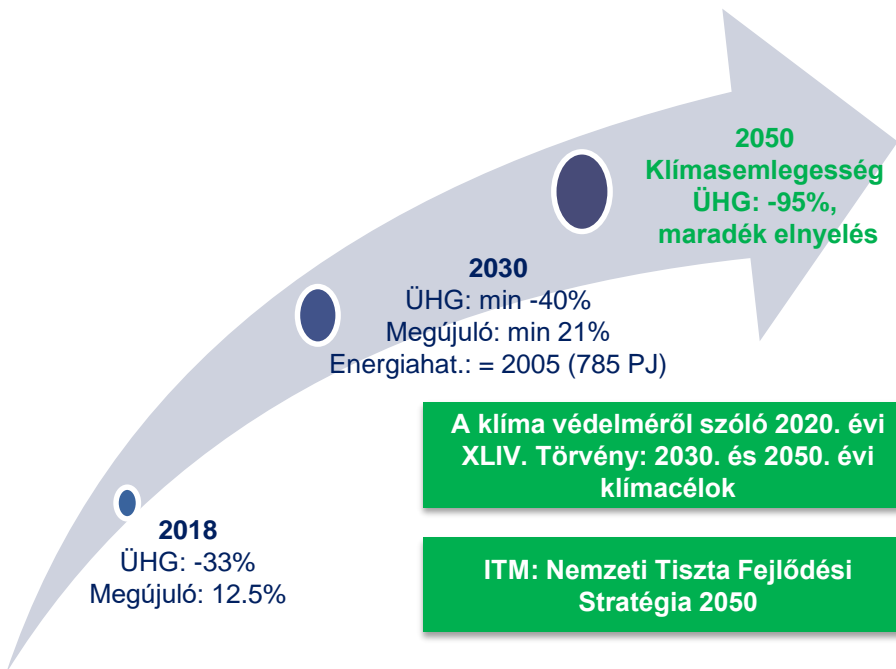 2050
Klímasemlegesség
ÜHG: -95%,
maradék elnyelés
2030
ÜHG: min -40%
Megújuló: min 21%
Energiahat.: = 2005 (785 PJ)
A klíma védelméről szóló 2020. évi
XLIV. Törvény: 2030. és 2050. évi
klímacélok
2018
ÜHG: -33%
Megújuló: 12.5%
ITM: Nemzeti Tiszta Fejlődési
Stratégia 2050